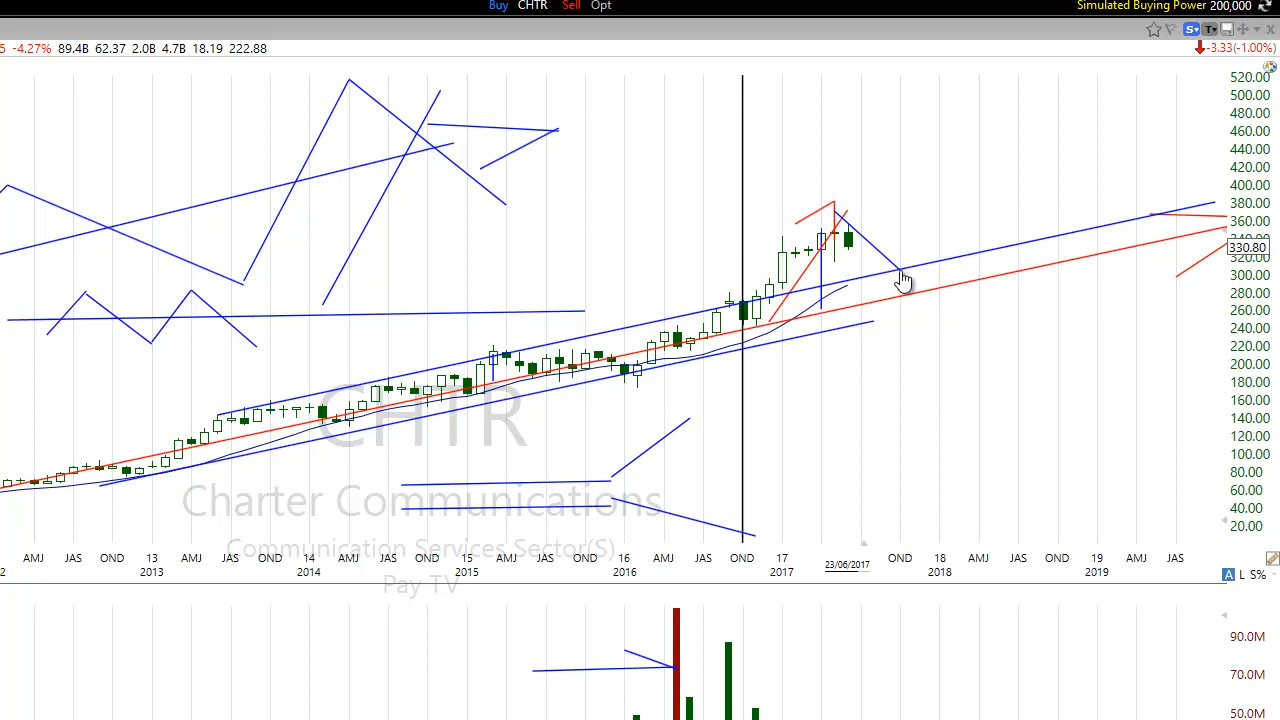 Buy CHTR Sell Opt Simulated Buying Power 200,000
S T
5 -4.27% 89.4B 62.37 2.0B 4.7B 18.19 222.88 -3.33(-1.00%)
520.00
500.00
480.00
460.00
440.00
420.00
400.00
380.00
360.00
340.00
330.80
320.00
300.00
280.00
260.00
240.00
220.00
200.00
180.00
160.00
140.00
120.00
100.00
80.00
60.00
40.00
20.00
CHTR
Charter Communications
Communication Services Sector(S)
Pay TV
AMJ JAS OND 13 AMJ JAS OND 14 AMJ JAS OND 15 AMJ JAS OND 16 AMJ JAS OND 17 OND 18 AMJ JAS OND 19 AMJ JAS
2 2013 2014 2015 2016 2017 23/06/2017 2018 2019
A L S%
90.0M
70.0M
50.0M